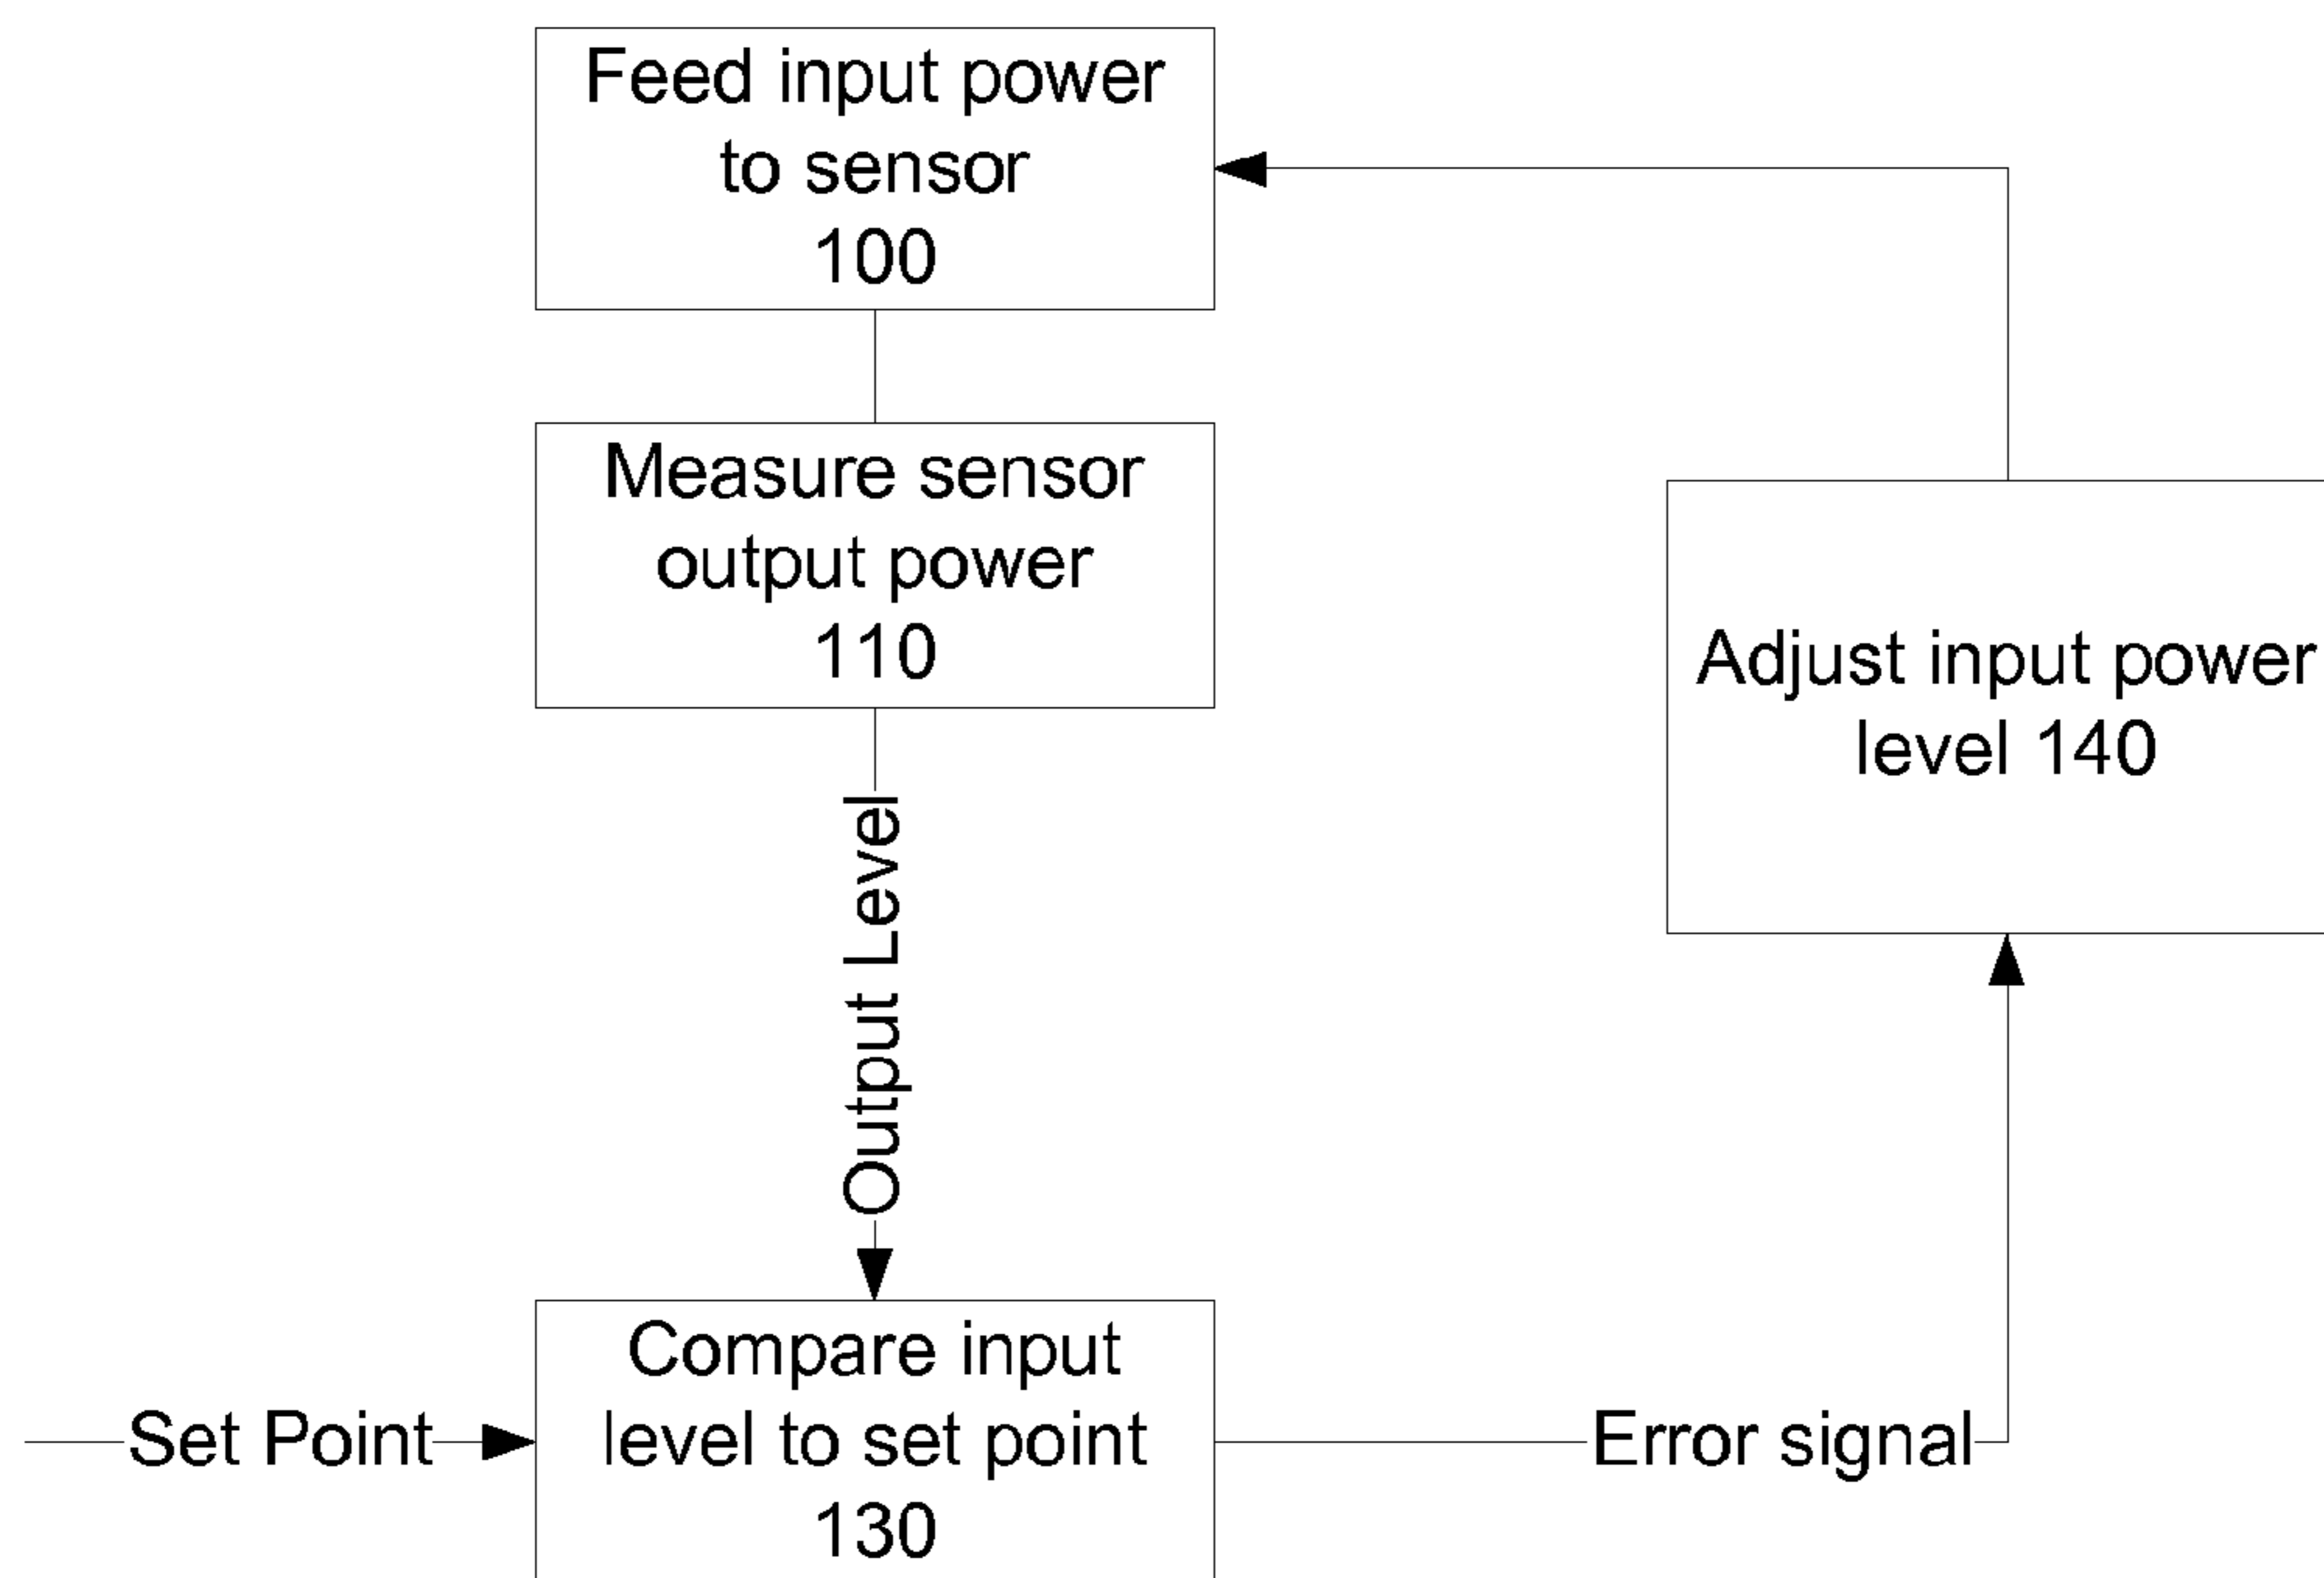 Feed input power
to sensor
100
Measure sensor
output power
110
Adjust input power
level 140
Output Level
Compare input
level to set point
130
Set Point
Error signal